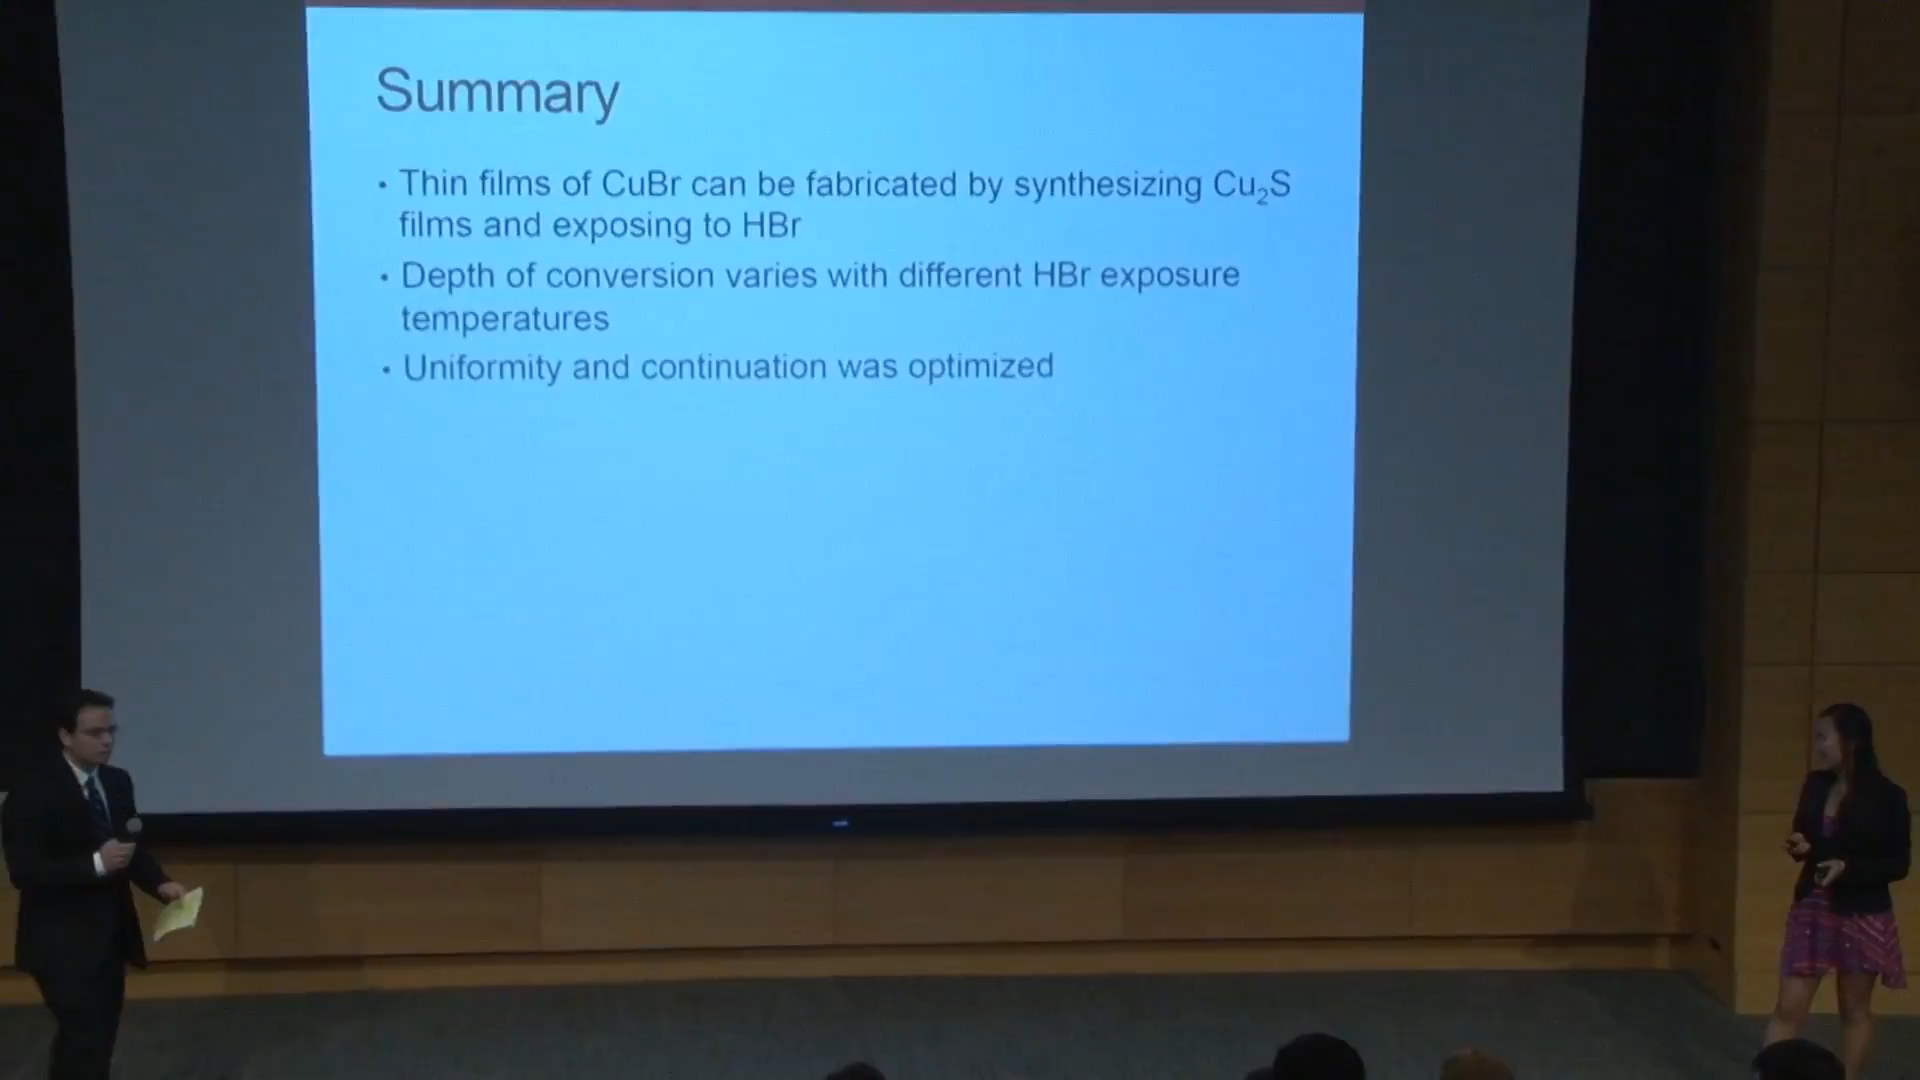 Summary
• Thin films of CuBr can be fabricated by synthesizing Cu₂S
films and exposing to HBr
• Depth of conversion varies with different HBr exposure
temperatures
• Uniformity and continuation was optimized